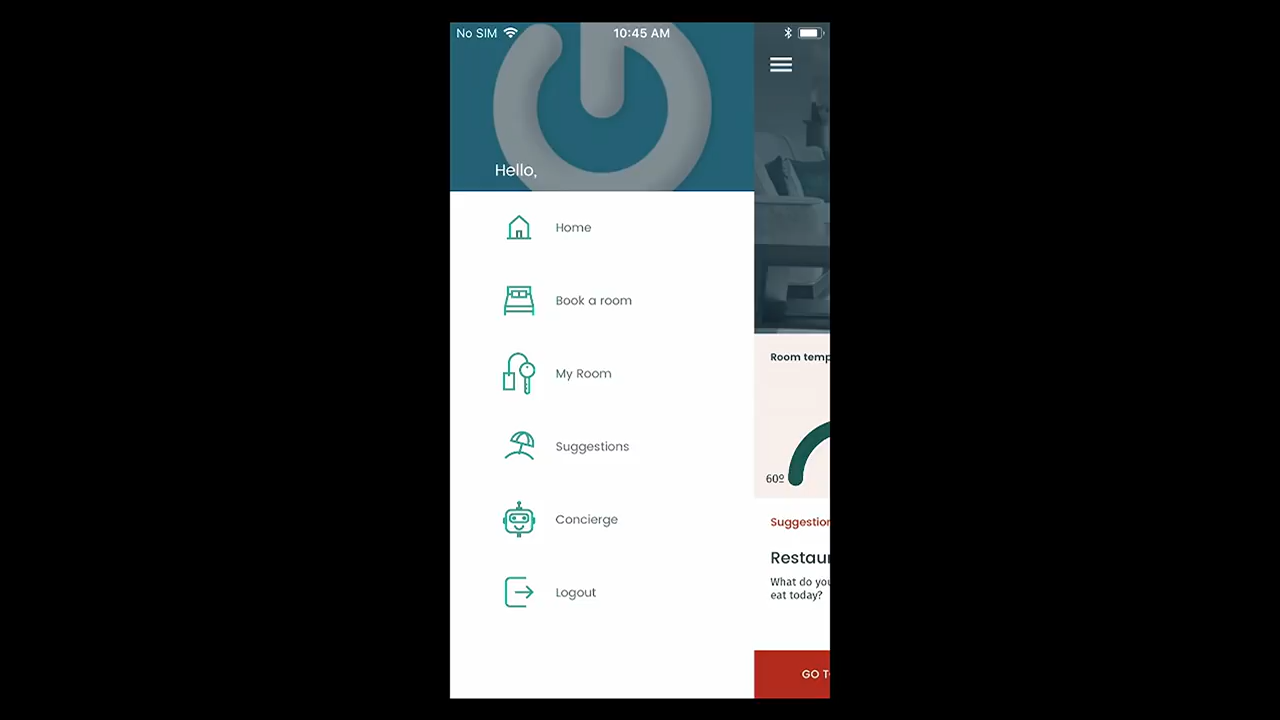 No SIM 10:45 AM
Hello,
Home
Book a room
My Room
Suggestions
Concierge
Logout
Room temp
60º
Suggestion
Restau
What do you
eat today?
GO T